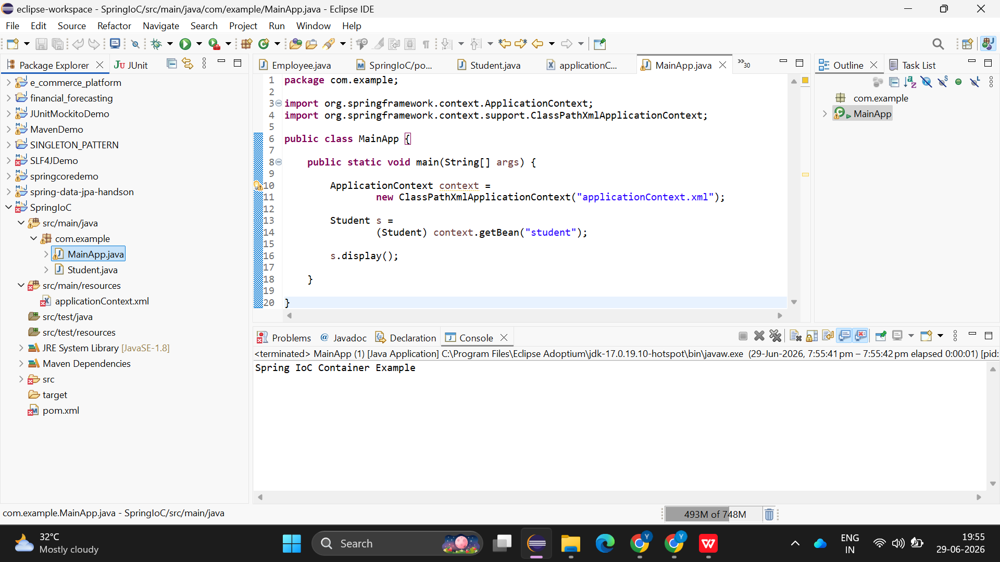 eclipse-workspace - SpringIoC/src/main/java/com/example/MainApp.java - Eclipse IDE
File Edit Source Refactor Navigate Search Project Run Window Help
Package Explorer
JUnit
e_commerce_platform
financial_forecasting
JUnitMockitoDemo
MavenDemo
SINGLETON_PATTERN
SLF4JDemo
springcoredemo
spring-data-jpa-handson
SpringIoC
src/main/java
com.example
MainApp.java
Student.java
src/main/resources
applicationContext.xml
src/test/java
src/test/resources
JRE System Library [JavaSE-1.8]
Maven Dependencies
src
target
pom.xml
Employee.java SpringIoC/po... Student.java applicationC... MainApp.java »30
1 package com.example;
2
3 import org.springframework.context.ApplicationContext;
4 import org.springframework.context.support.ClassPathXmlApplicationContext;
5
6 public class MainApp {
7
8 public static void main(String[] args) {
9
10 ApplicationContext context =
11 new ClassPathXmlApplicationContext("applicationContext.xml");
12
13 Student s =
14 (Student) context.getBean("student");
15
16 s.display();
17
18 }
19
20 }
Outline Task List
com.example
MainApp
Problems Javadoc Declaration Console
<terminated> MainApp (1) [Java Application] C:\Program Files\Eclipse Adoptium\jdk-17.0.19.10-hotspot\bin\javaw.exe (29-Jun-2026, 7:55:41 pm – 7:55:42 pm elapsed 0:00:01) [pid:
Spring IoC Container Example
com.example.MainApp.java - SpringIoC/src/main/java
493M of 748M
32°C
Mostly cloudy
Search
ENG
IN
19:55
29-06-2026